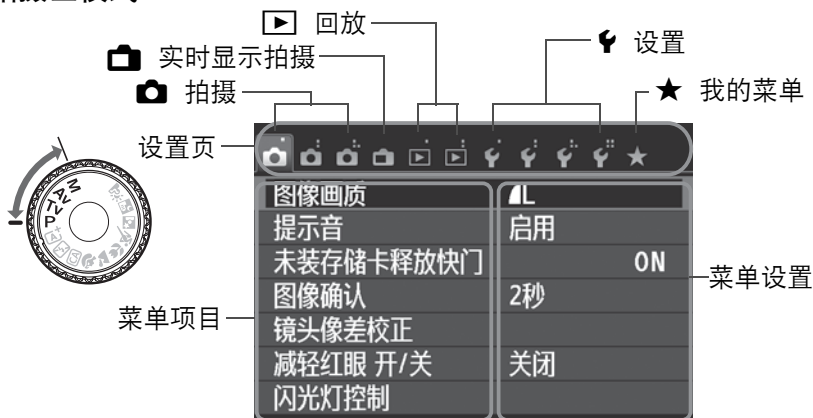 回放
设置
实时显示拍摄
拍摄
我的菜单
设置页
图像画质 L
提示音 启用
未装存储卡释放快门 ON
图像确认 2秒
镜头像差校正
减轻红眼 开/关 关闭
闪光灯控制
菜单设置
菜单项目
M
Av
Tv
P